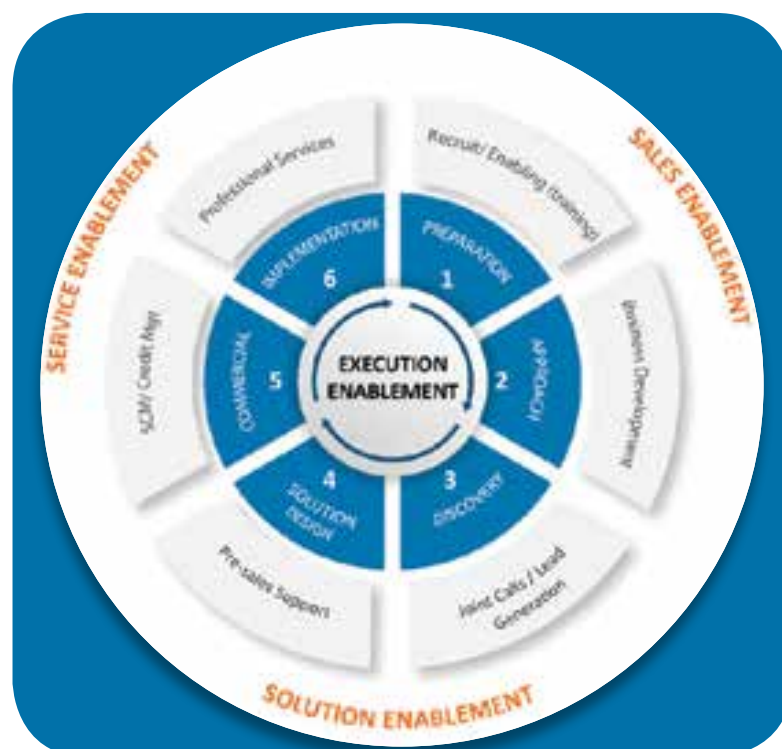 SERVICE ENABLEMENT
SALES ENABLEMENT
SOLUTION ENABLEMENT
EXECUTION
ENABLEMENT
1
PREPARATION
Recruit/ Enabling (training)
2
APPROACH
Business Development
3
DISCOVERY
Joint Calls / Lead
Generation
4
SOLUTION
DESIGN
Pre-sales Support
5
COMMERCIAL
SCM/ Credit Mgt
6
IMPLEMENTATION
Professional Services